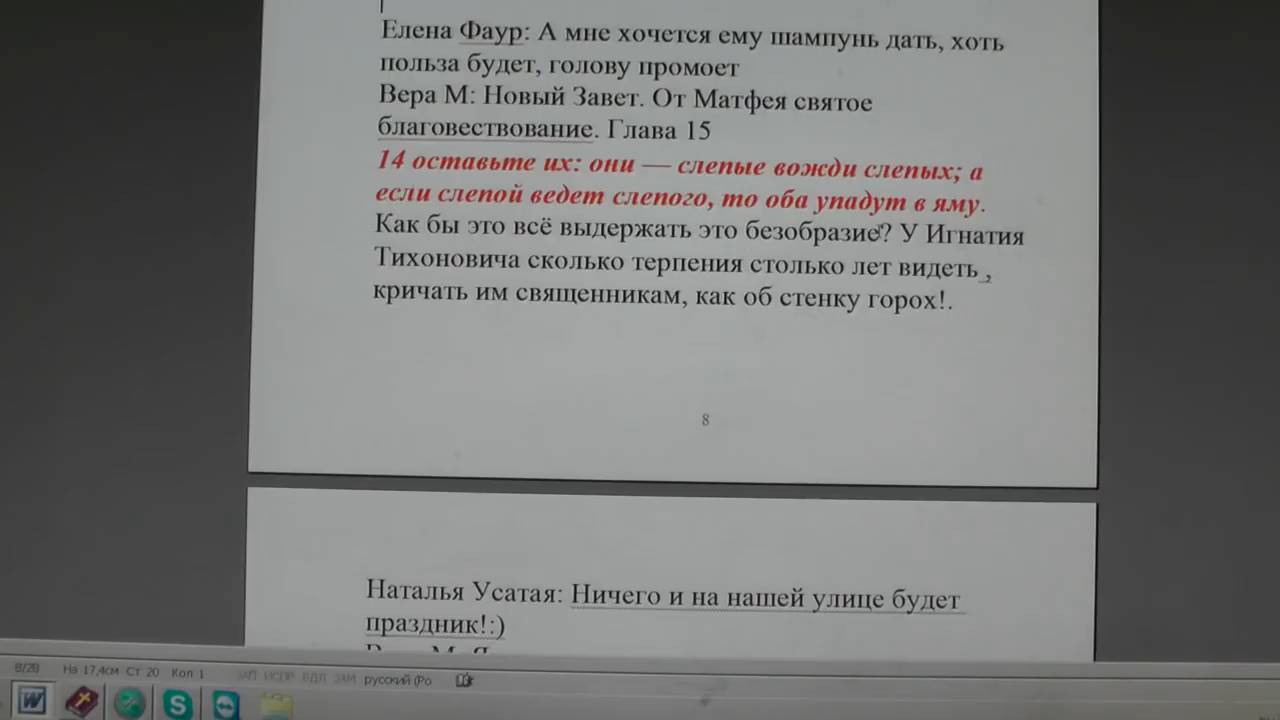 Елена Фаур: А мне хочется ему шампунь дать, хоть
польза будет, голову промоет
Вера М: Новый Завет. От Матфея святое
благовествование. Глава 15
14 оставьте их: они — слепые вожди слепых; а
если слепой ведет слепого, то оба упадут в яму.
Как бы это всё выдержать это безобразие? У Игнатия
Тихоновича сколько терпения столько лет видеть ,
кричать им священникам, как об стенку горох!.
8
Наталья Усатая: Ничего и на нашей улице будет
праздник!:)
8/28 На 17,4см Ст 20 Кол 1 ЗАП ИСПР ВДЛ ЗАМ русский (Ро